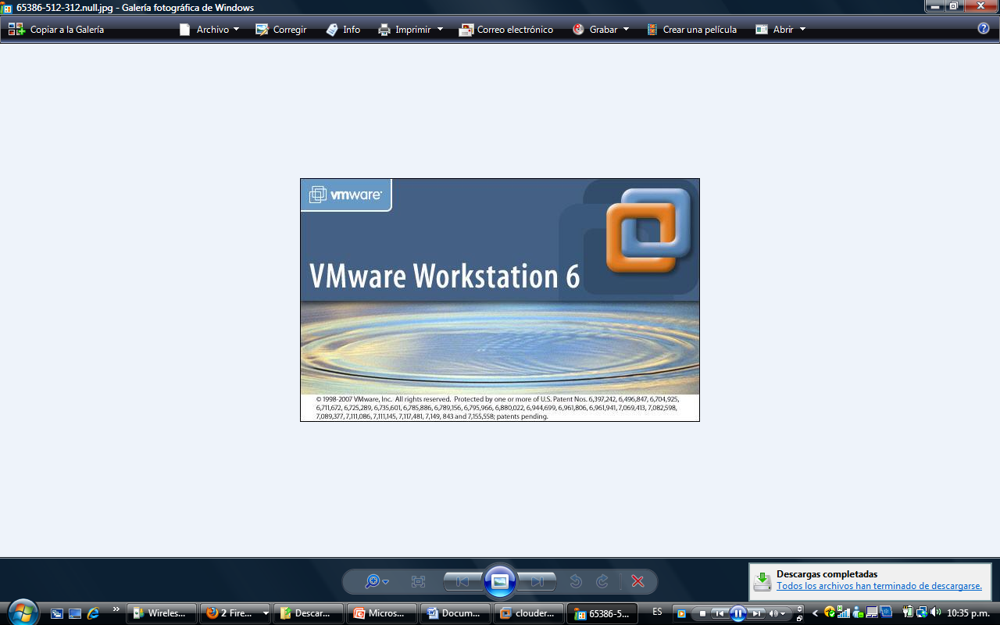 65386-512-312.null.jpg - Galería fotográfica de Windows
Copiar a la Galería
Archivo
Corregir
Info
Imprimir
Correo electrónico
Grabar
Crear una película
Abrir
vmware
VMware Workstation 6
© 1998-2007 VMware, Inc. All rights reserved. Protected by one or more of U.S. Patent Nos. 6,397,242, 6,496,847, 6,704,925,
6,711,672, 6,725,289, 6,735,601, 6,785,886, 6,789,156, 6,795,966, 6,880,022, 6,944,699, 6,961,806, 6,961,941, 7,069,413, 7,082,598,
7,089,377, 7,111,086, 7,111,145, 7,117,481, 7,149, 843 and 7,155,558; patents pending.
Descargas completadas
Todos los archivos han terminado de descargarse.
Wireles...
2 Fire...
Descar...
Micros...
Docum...
clouder...
65386-5...
ES
10:35 p.m.